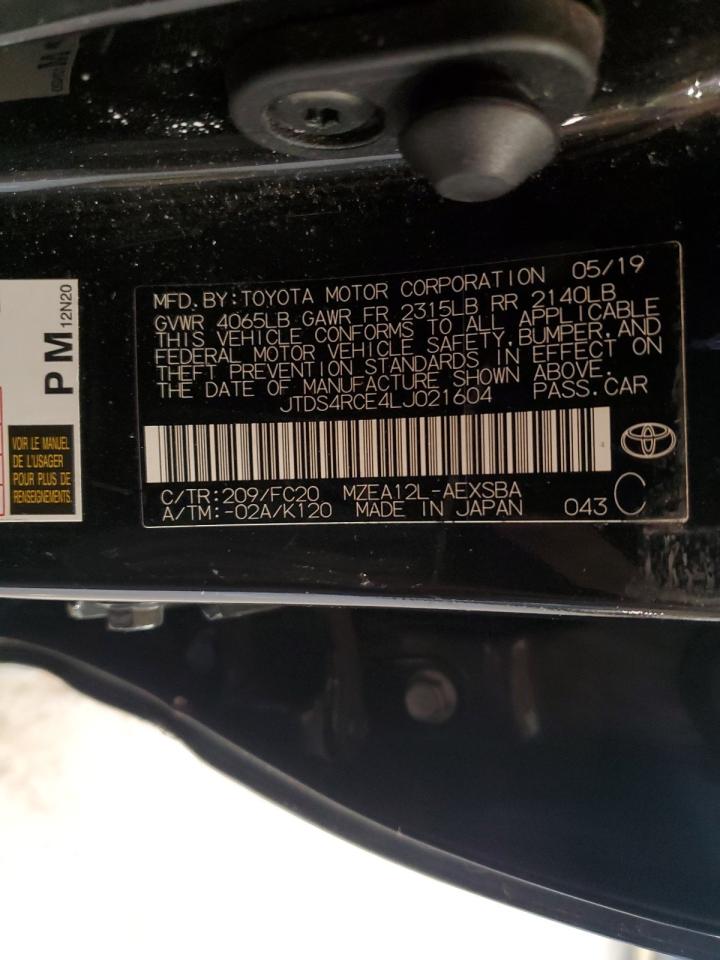 MFD. BY: TOYOTA MOTOR CORPORATION 05/19
GVWR 4065LB GAWR FR 2315LB RR 2140LB
THIS VEHICLE CONFORMS TO ALL APPLICABLE
FEDERAL MOTOR VEHICLE SAFETY, BUMPER, AND
THEFT PREVENTION STANDARDS IN EFFECT ON
THE DATE OF MANUFACTURE SHOWN ABOVE.
JTDS4RCE4LJ021604 PASS. CAR
C/TR: 209/FC20 MZEA12L-AEXSBA
A/TM: -02A/K120 MADE IN JAPAN 043 C
PM
12N20
VOIR LE MANUEL
DE L'USAGER
POUR PLUS DE
RENSEIGNEMENTS.